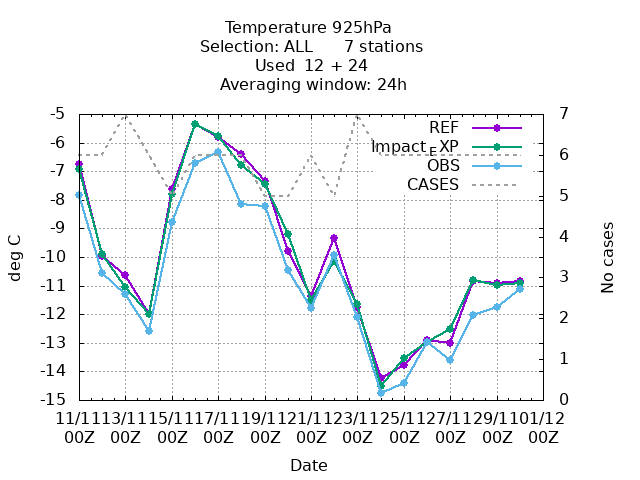 Temperature 925hPa
Selection: ALL      7 stations
Used  12 + 24
Averaging window: 24h
-5
-6
-7
-8
-9
-10
-11
-12
-13
-14
-15
deg C
7
6
5
4
3
2
1
0
No cases
REF
Impact_EXP
OBS
CASES
11/11 13/11 15/11 17/11 19/11 21/11 23/11 25/11 27/11 29/11 01/12
00Z 00Z 00Z 00Z 00Z 00Z 00Z 00Z 00Z 00Z 00Z
Date